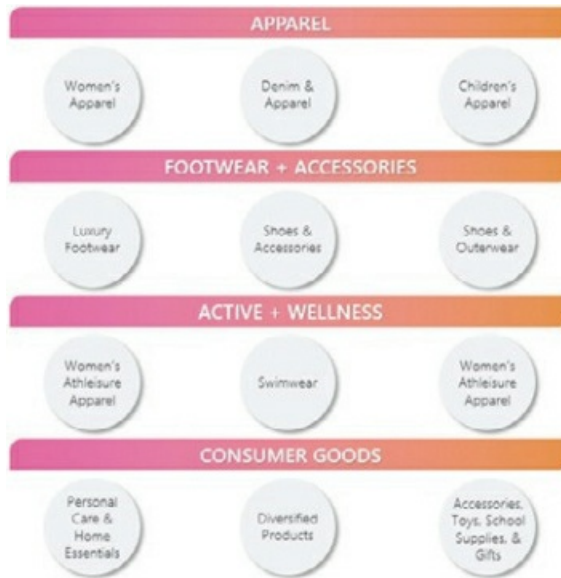 APPAREL
Women's
Apparel
Denim &
Apparel
Children's
Apparel
FOOTWEAR + ACCESSORIES
Luxury
Footwear
Shoes &
Accessories
Shoes &
Outerwear
ACTIVE + WELLNESS
Women's
Athleisure
Apparel
Swimwear
Women's
Athleisure
Apparel
CONSUMER GOODS
Personal
Care &
Home
Essentials
Diversified
Products
Accessories,
Toys, School
Supplies, &
Gifts